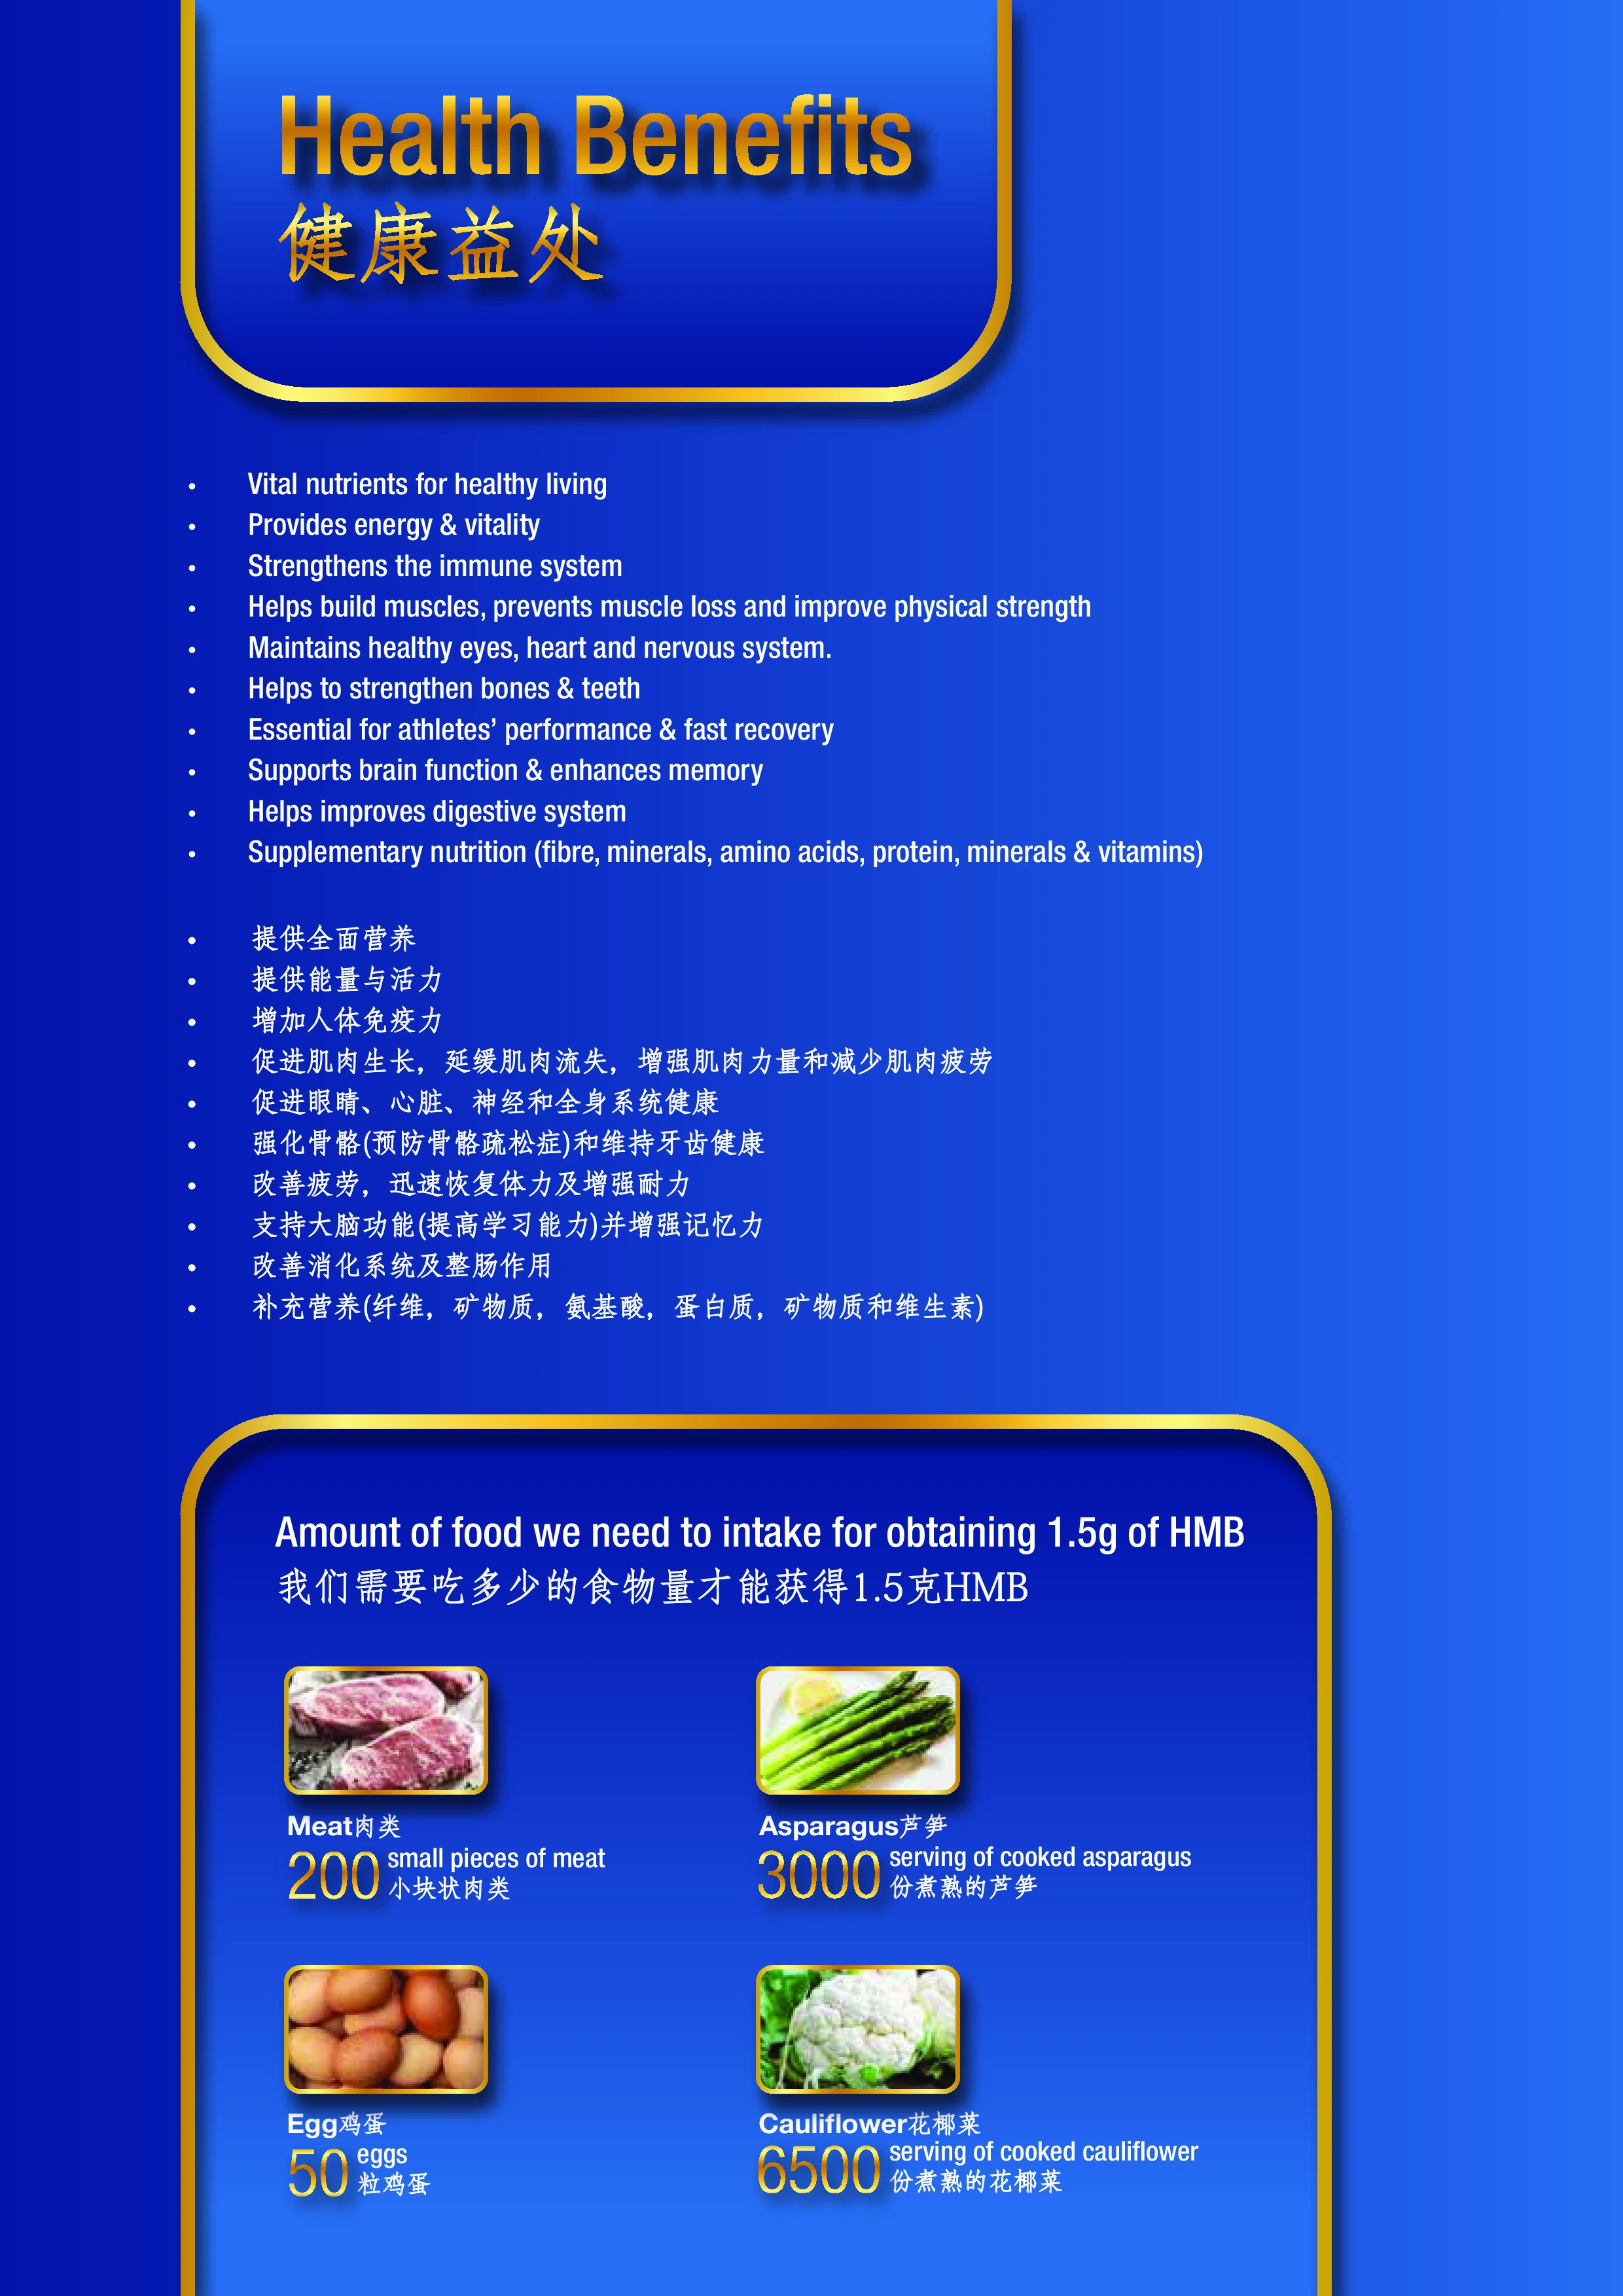 Health Benefits
健康益处
• Vital nutrients for healthy living
• Provides energy & vitality
• Strengthens the immune system
• Helps build muscles, prevents muscle loss and improve physical strength
• Maintains healthy eyes, heart and nervous system.
• Helps to strengthen bones & teeth
• Essential for athletes’ performance & fast recovery
• Supports brain function & enhances memory
• Helps improves digestive system
• Supplementary nutrition (fibre, minerals, amino acids, protein, minerals & vitamins)
• 提供全面营养
• 提供能量与活力
• 增加人体免疫力
• 促进肌肉生长，延缓肌肉流失，增强肌肉力量和减少肌肉疲劳
• 促进眼睛、心脏、神经和全身系统健康
• 强化骨骼(预防骨骼疏松症)和维持牙齿健康
• 改善疲劳，迅速恢复体力及增强耐力
• 支持大脑功能(提高学习能力)并增强记忆力
• 改善消化系统及整肠作用
• 补充营养(纤维，矿物质，氨基酸，蛋白质，矿物质和维生素)
Amount of food we need to intake for obtaining 1.5g of HMB
我们需要吃多少的食物量才能获得1.5克HMB
Meat肉类
200 small pieces of meat
小块状肉类
Asparagus芦笋
3000 serving of cooked asparagus
份煮熟的芦笋
Egg鸡蛋
50 eggs
粒鸡蛋
Cauliflower花椰菜
6500 serving of cooked cauliflower
份煮熟的花椰菜